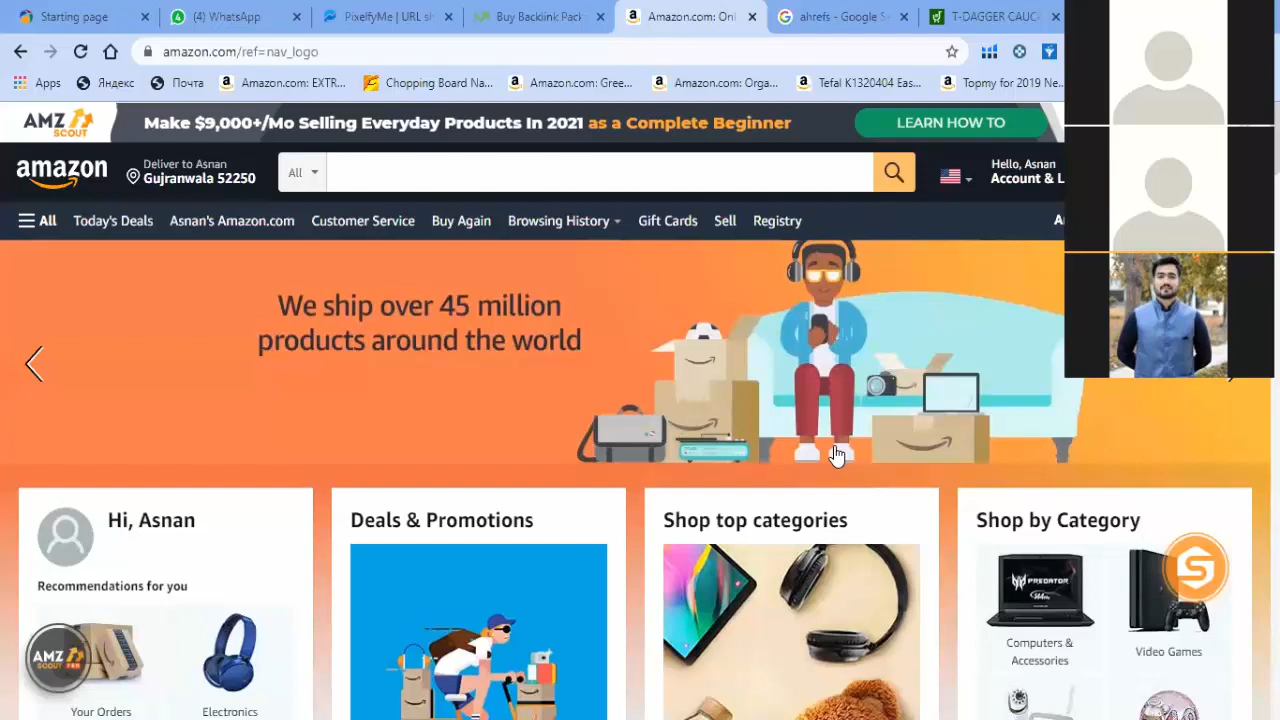 Starting page
(4) WhatsApp
PixelfyMe | URL sh
Buy Backlink Pack
Amazon.com: Onl
ahrefs - Google Se
T-DAGGER CAUC
amazon.com/ref=nav_logo
Apps
Яндекс
Почта
Amazon.com: EXTR...
Chopping Board Na...
Amazon.com: Gree...
Amazon.com: Orga...
Tefal K1320404 Eas...
Topmy for 2019 Ne...
AMZ SCOUT
Make $9,000+/Mo Selling Everyday Products In 2021 as a Complete Beginner
LEARN HOW TO
amazon
Deliver to Asnan
Gujranwala 52250
All
Hello, Asnan
Account & L
All
Today's Deals
Asnan's Amazon.com
Customer Service
Buy Again
Browsing History
Gift Cards
Sell
Registry
We ship over 45 million
products around the world
Hi, Asnan
Recommendations for you
Your Orders
Electronics
Deals & Promotions
Shop top categories
Shop by Category
PREDATOR
Computers &
Accessories
Video Games
AMZ
SCOUT PRO